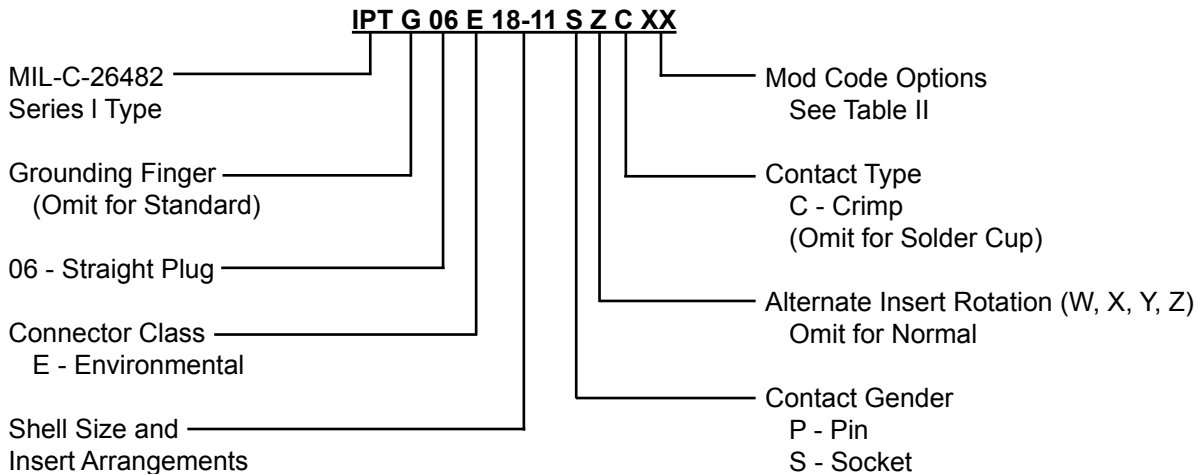 IPT G 06 E 18-11 S Z C XX
MIL-C-26482
Series I Type
Grounding Finger
(Omit for Standard)
06 - Straight Plug
Connector Class
E - Environmental
Shell Size and
Insert Arrangements
Mod Code Options
See Table II
Contact Type
C - Crimp
(Omit for Solder Cup)
Alternate Insert Rotation (W, X, Y, Z)
Omit for Normal
Contact Gender
P - Pin
S - Socket